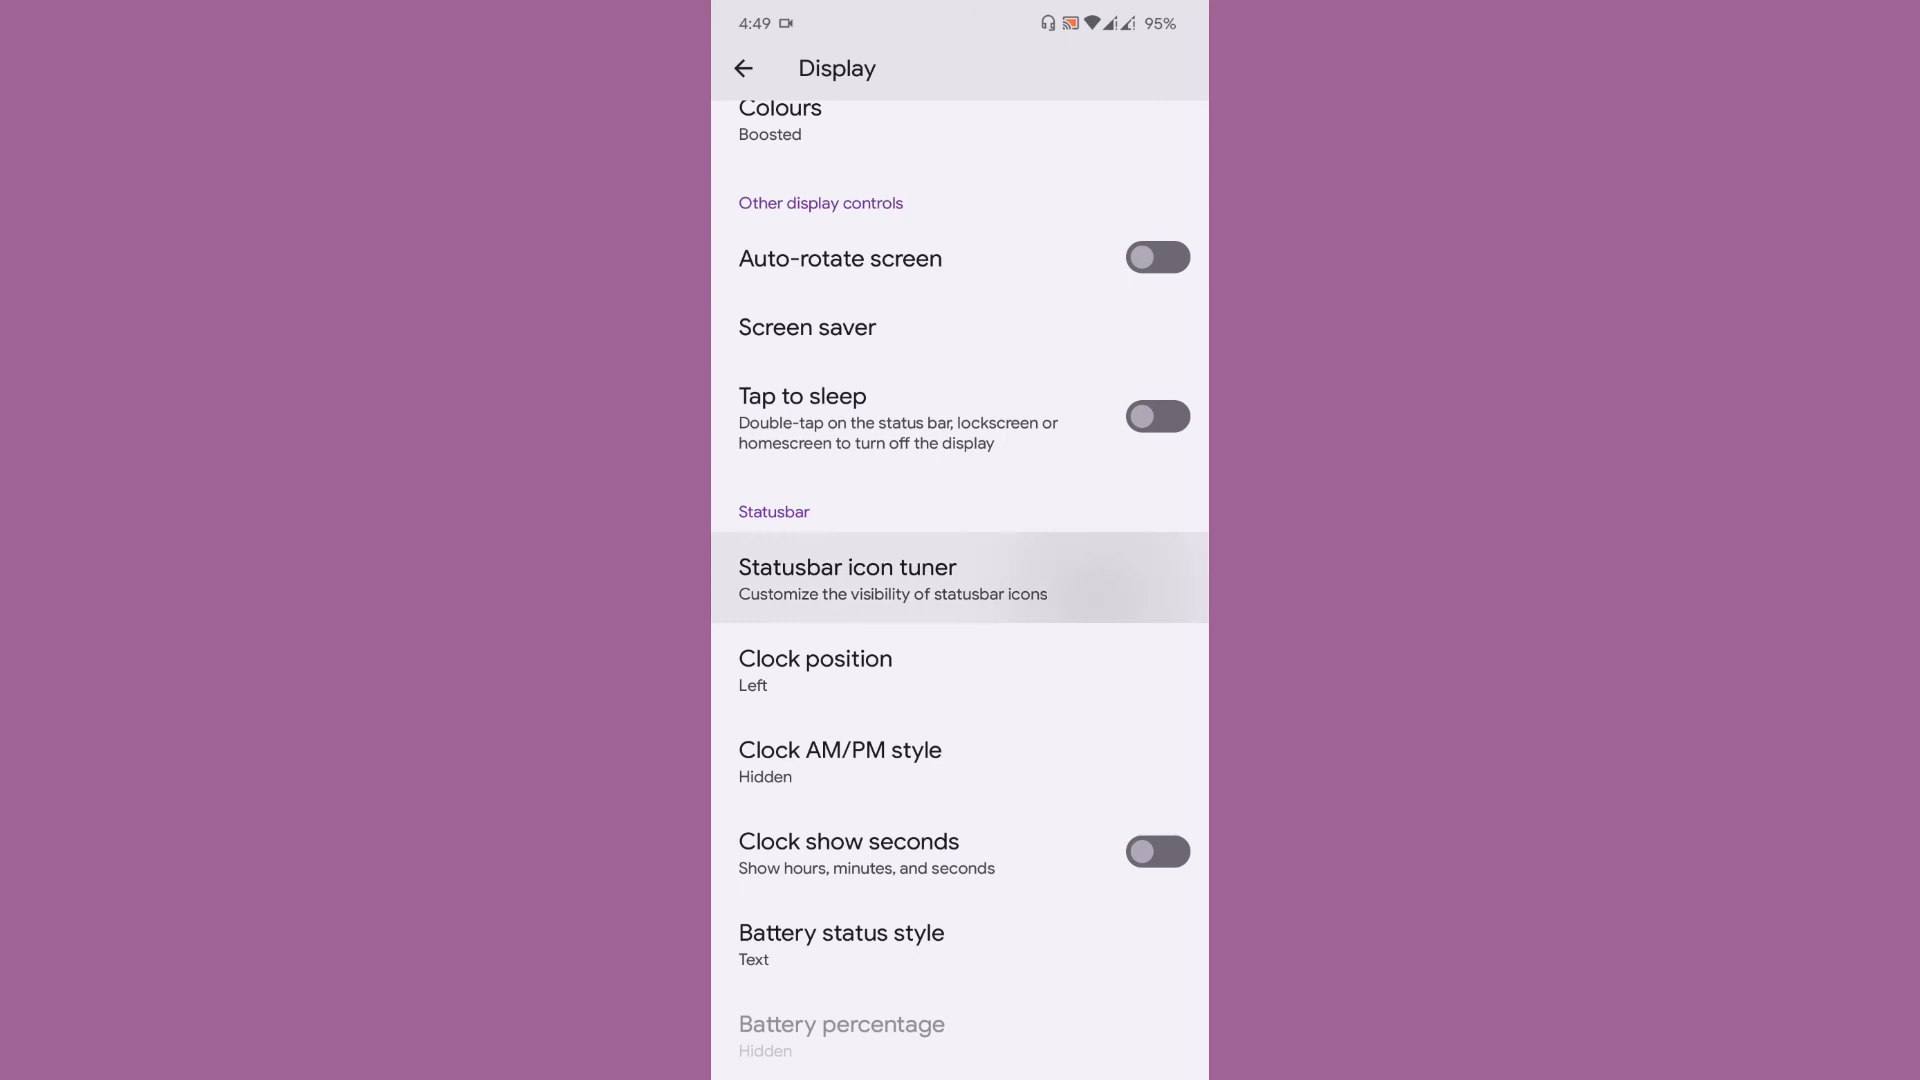 4:49
95%
Display
Colours
Boosted
Other display controls
Auto-rotate screen
Screen saver
Tap to sleep
Double-tap on the status bar, lockscreen or
homescreen to turn off the display
Statusbar
Statusbar icon tuner
Customize the visibility of statusbar icons
Clock position
Left
Clock AM/PM style
Hidden
Clock show seconds
Show hours, minutes, and seconds
Battery status style
Text
Battery percentage
Hidden